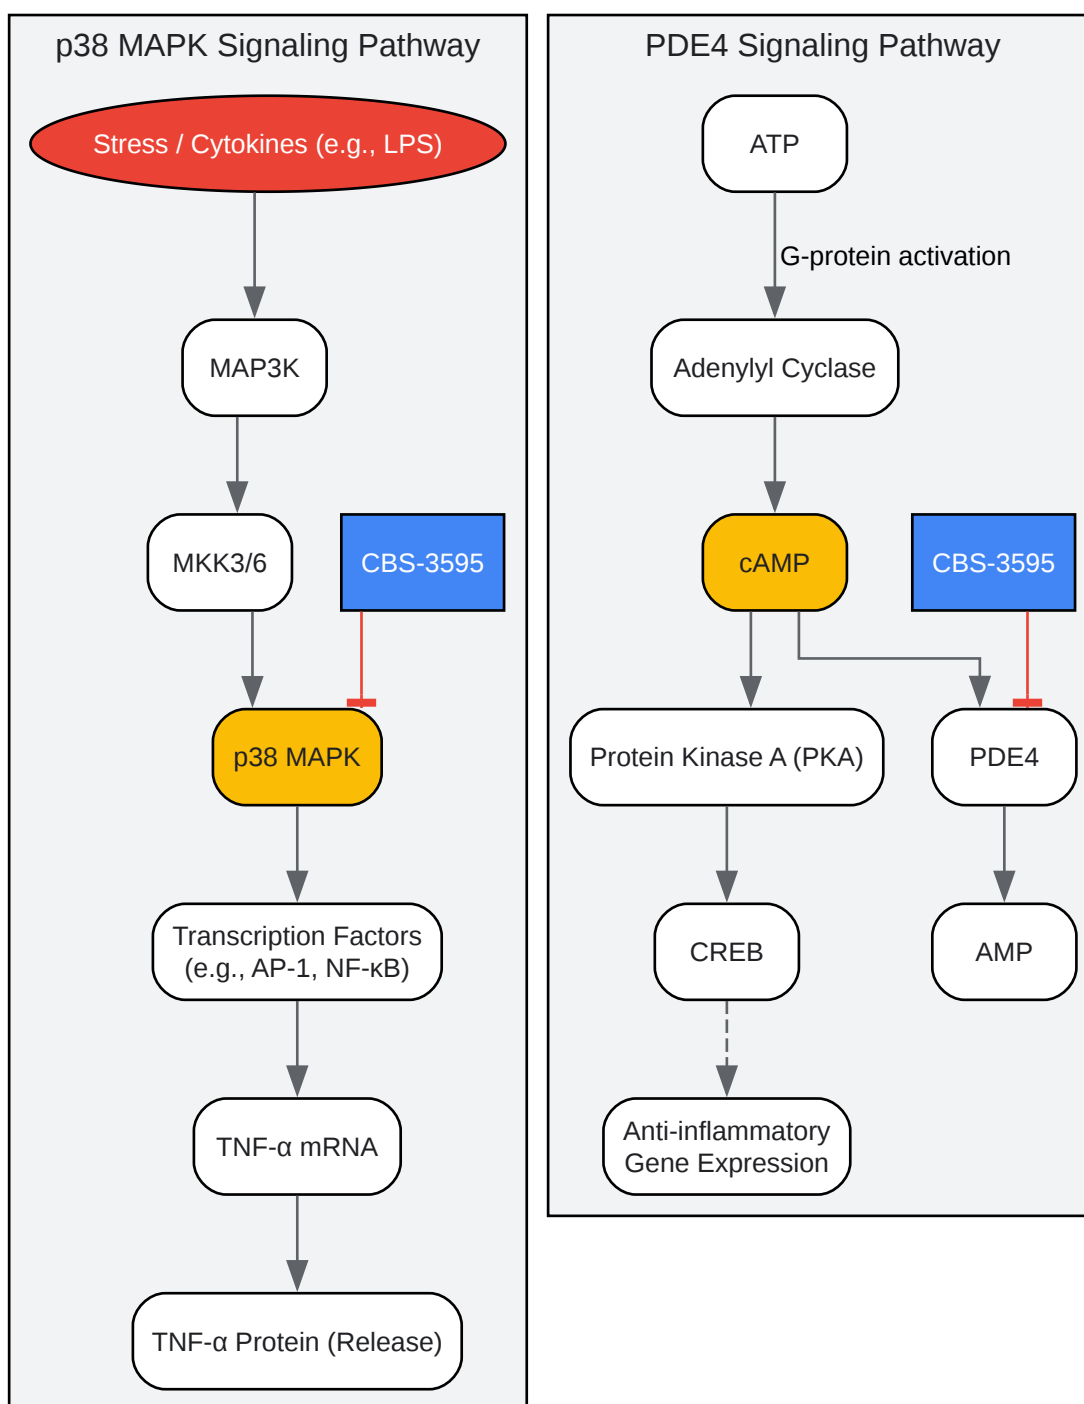 p38 MAPK Signaling Pathway
Stress / Cytokines (e.g., LPS)
MAP3K
MKK3/6
CBS-3595
p38 MAPK
Transcription Factors
(e.g., AP-1, NF-κB)
TNF-α mRNA
TNF-α Protein (Release)
PDE4 Signaling Pathway
ATP
G-protein activation
Adenylyl Cyclase
cAMP
CBS-3595
Protein Kinase A (PKA)
PDE4
CREB
AMP
Anti-inflammatory
Gene Expression